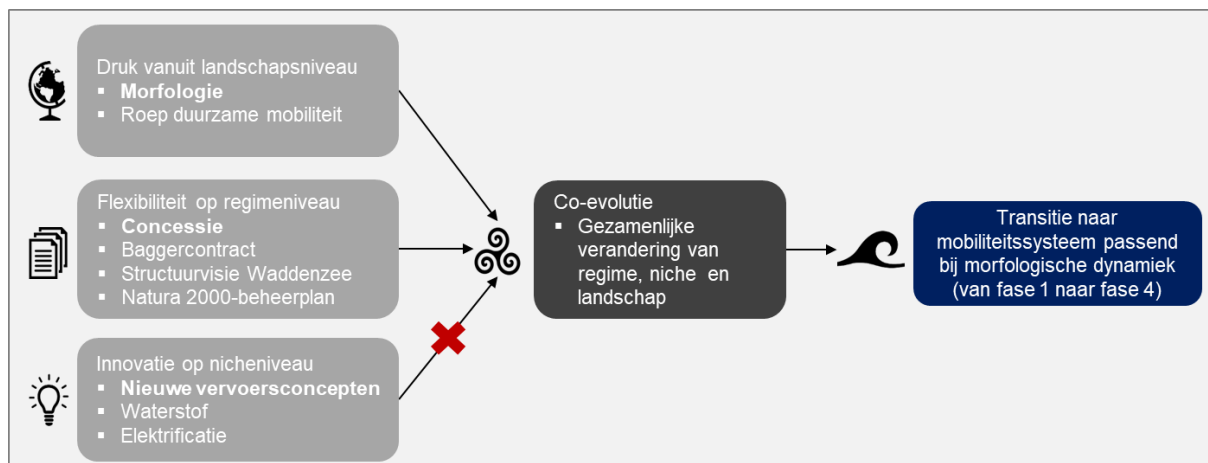 Druk vanuit landschapsniveau
▪ Morfologie
▪ Roep duurzame mobiliteit
Flexibiliteit op regimeniveau
▪ Concessie
▪ Baggercontract
▪ Structuurvisie Waddenzee
▪ Natura 2000-beheerplan
Innovatie op nicheniveau
▪ Nieuwe vervoersconcepten
▪ Waterstof
▪ Elektrificatie
Co-evolutie
▪ Gezamenlijke
verandering van
regime, niche en
landschap
Transitie naar
mobiliteitssysteem passend
bij morfologische dynamiek
(van fase 1 naar fase 4)